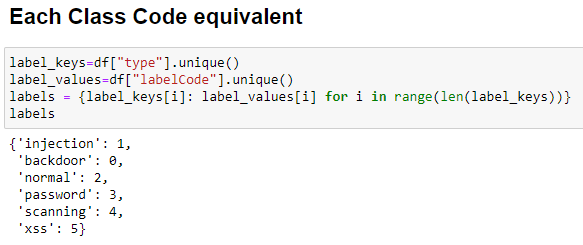 Each Class Code equivalent
label_keys=df["type"].unique()
label_values=df["labelCode"].unique()
labels = {label_keys[i]: label_values[i] for i in range(len(label_keys))}
labels
{'injection': 1,
 'backdoor': 0,
 'normal': 2,
 'password': 3,
 'scanning': 4,
 'xss': 5}